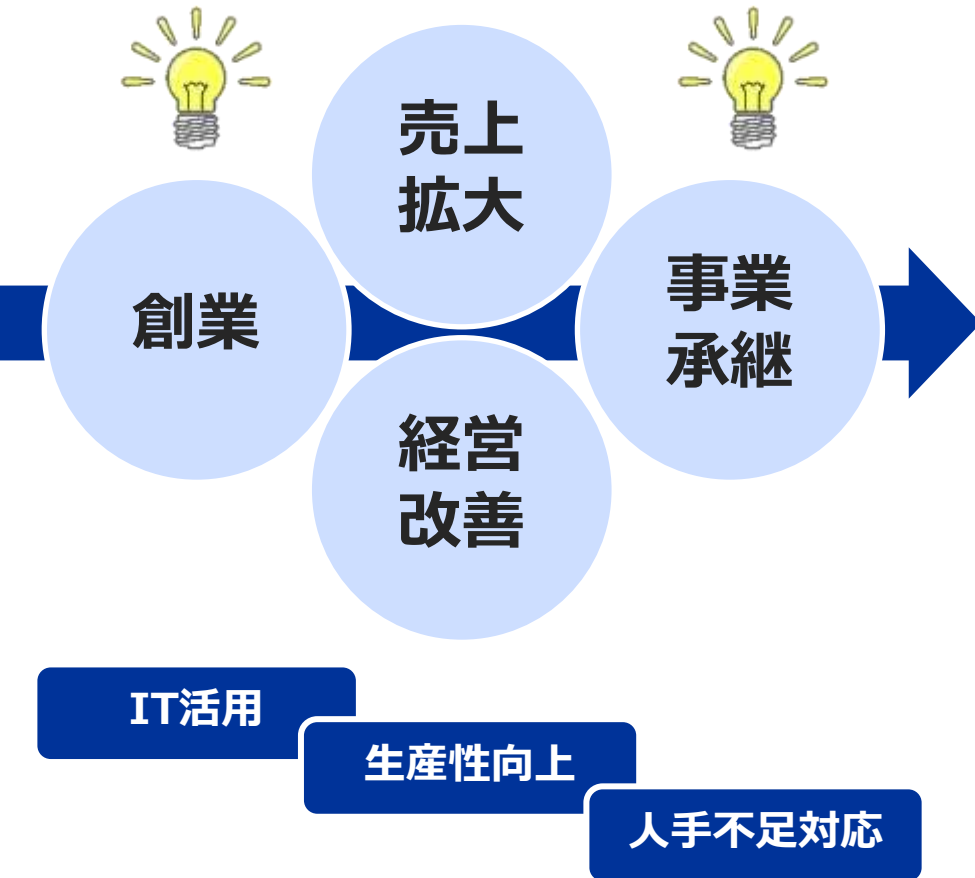 売上
拡大
創業
事業
承継
経営
改善
IT活用
生産性向上
人手不足対応